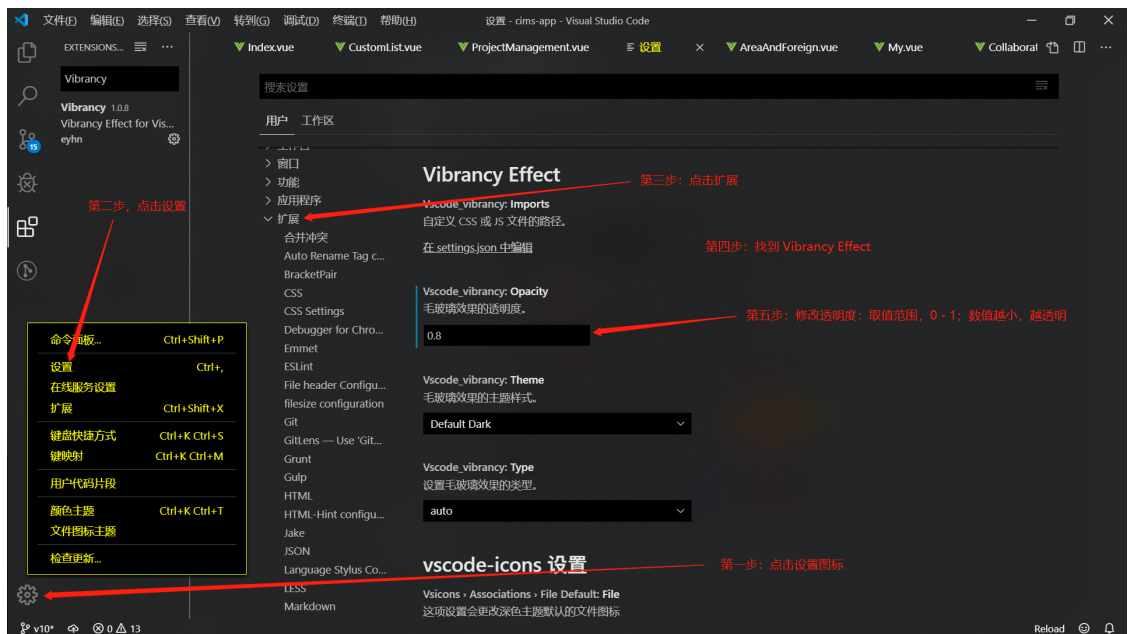 文件(F) 编辑(E) 选择(S) 查看(V) 转到(G) 调试(D) 终端(T) 帮助(H)
设置 - cims-app - Visual Studio Code
EXTENSIONS...
Index.vue
CustomList.vue
ProjectManagement.vue
设置
AreaAndForeign.vue
My.vue
Collaborat
Vibrancy
Vibrancy 1.0.8
Vibrancy Effect for Vis...
eyhn
15
搜索设置
用户 工作区
工作台
窗口
功能
应用程序
扩展
合并冲突
Auto Rename Tag c...
BracketPair
CSS
CSS Settings
Debugger for Chro...
Emmet
ESLint
File header Configu...
filesize configuration
Git
GitLens — Use 'Git...
Grunt
Gulp
HTML
HTML-Hint configu...
Jake
JSON
Language Stylus Co...
LESS
Markdown
Vibrancy Effect
Vscode_vibrancy: Imports
自定义 CSS 或 JS 文件的路径。
在 settings.json 中编辑
Vscode_vibrancy: Opacity
毛玻璃效果的透明度。
0.8
Vscode_vibrancy: Theme
毛玻璃效果的主题样式。
Default Dark
Vscode_vibrancy: Type
设置毛玻璃效果的类型。
auto
vscode-icons 设置
Vsicons › Associations › File Default: File
这项设置会更改深色主题默认的文件图标
第三步：点击扩展
第四步：找到 Vibrancy Effect
第五步：修改透明度：取值范围，0 - 1；数值越小，越透明
第二步，点击设置
第一步：点击设置图标
命令面板... Ctrl+Shift+P
设置 Ctrl+,
在线服务设置
扩展 Ctrl+Shift+X
键盘快捷方式 Ctrl+K Ctrl+S
键映射 Ctrl+K Ctrl+M
用户代码片段
颜色主题 Ctrl+K Ctrl+T
文件图标主题
检查更新...
v10*
0 13
Reload